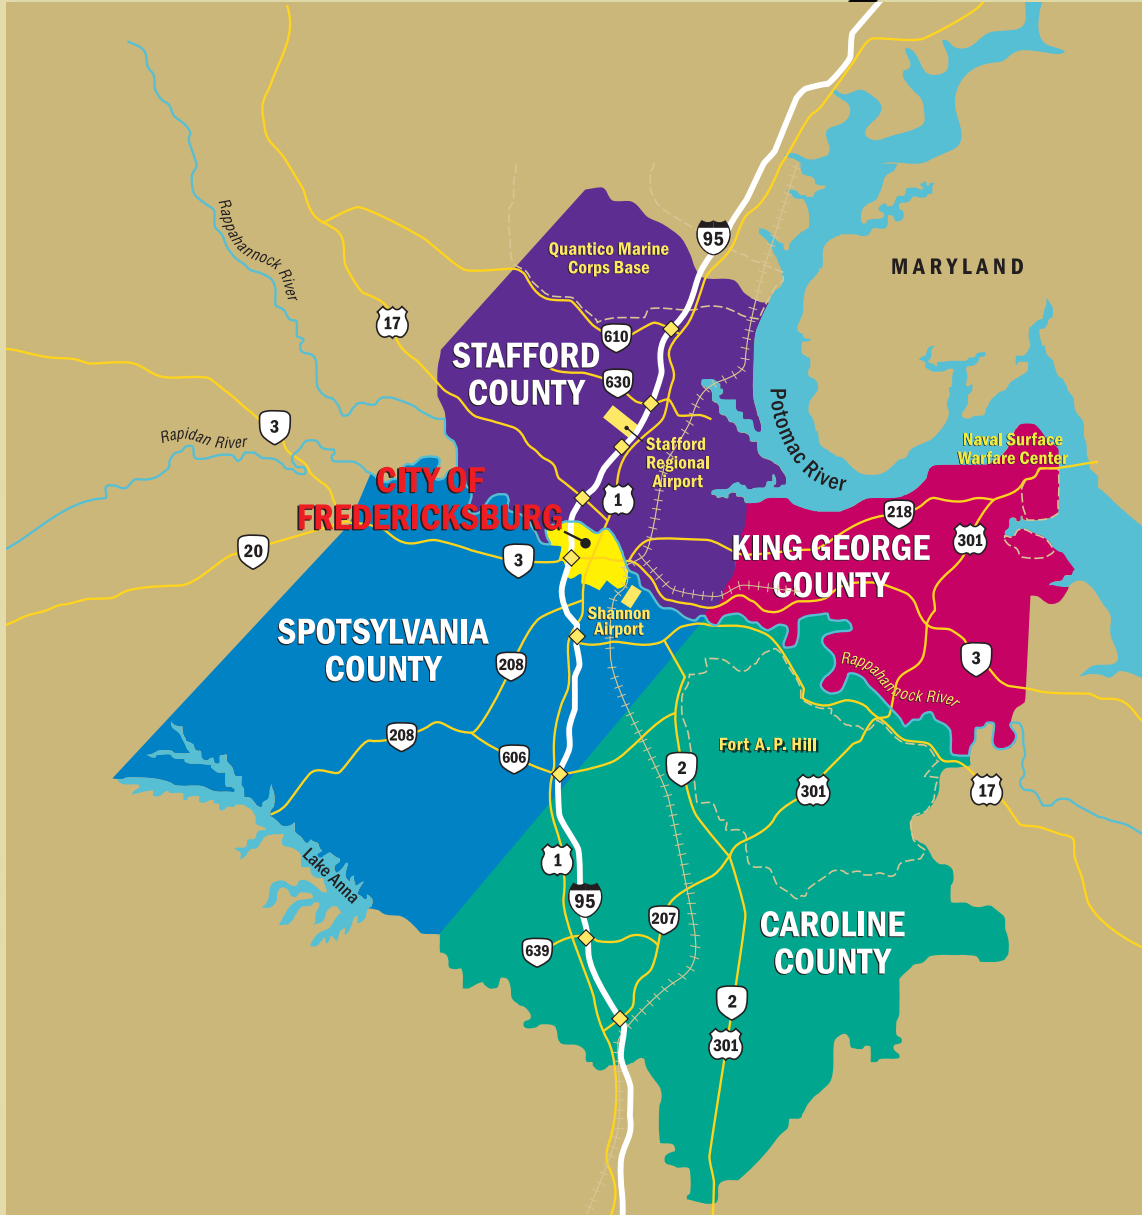 95
Quantico Marine
Corps Base
MARYLAND
Rappahannock River
17
610
STAFFORD
COUNTY
630
Potomac River
3
Rapidan River
Stafford
Regional
Airport
Naval Surface
Warfare Center
CITY OF
FREDERICKSBURG
1
218
301
20
3
KING GEORGE
COUNTY
Shannon
Airport
SPOTSYLVANIA
COUNTY
208
3
Rappahannock River
208
606
2
Fort A. P. Hill
301
17
Lake Anna
1
95
207
639
CAROLINE
COUNTY
2
301